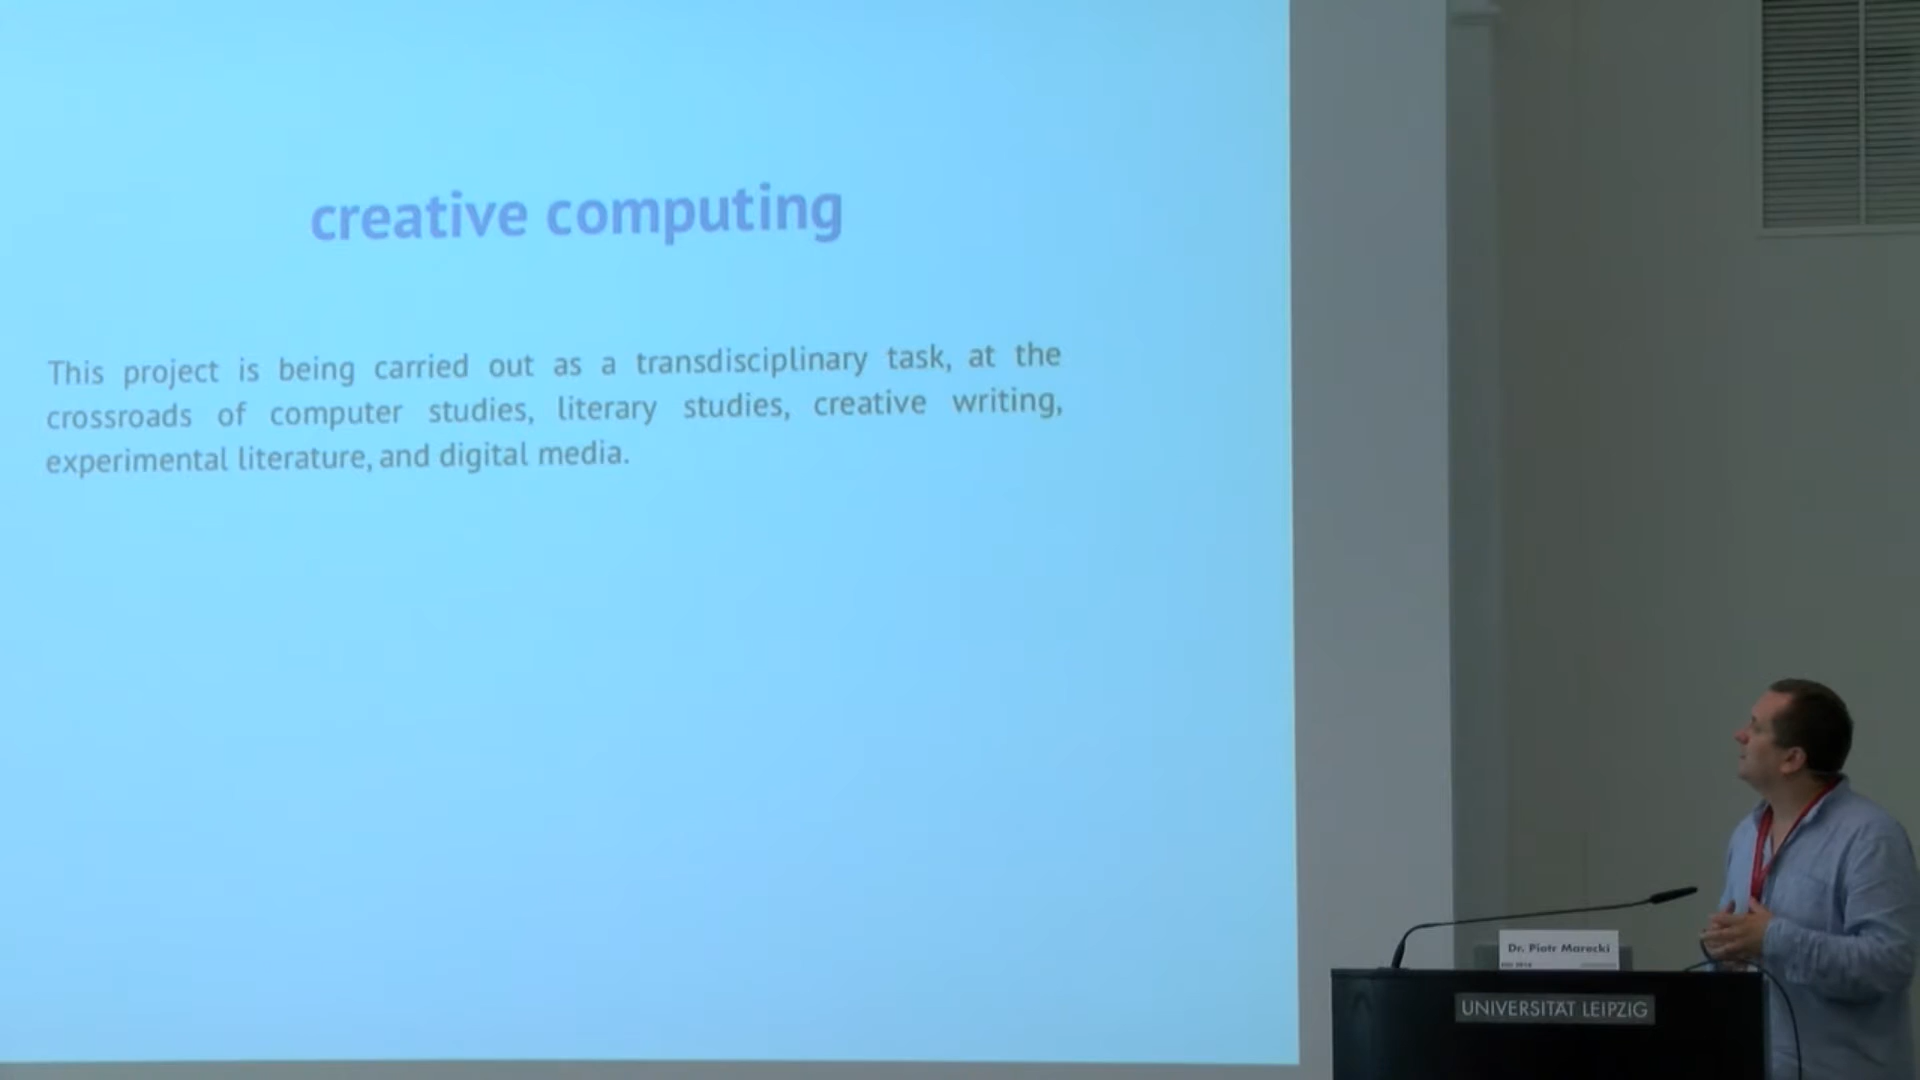 creative computing
This project is being carried out as a transdisciplinary task, at the
crossroads of computer studies, literary studies, creative writing,
experimental literature, and digital media.
Dr. Piotr Marecki
UNIVERSITÄT LEIPZIG